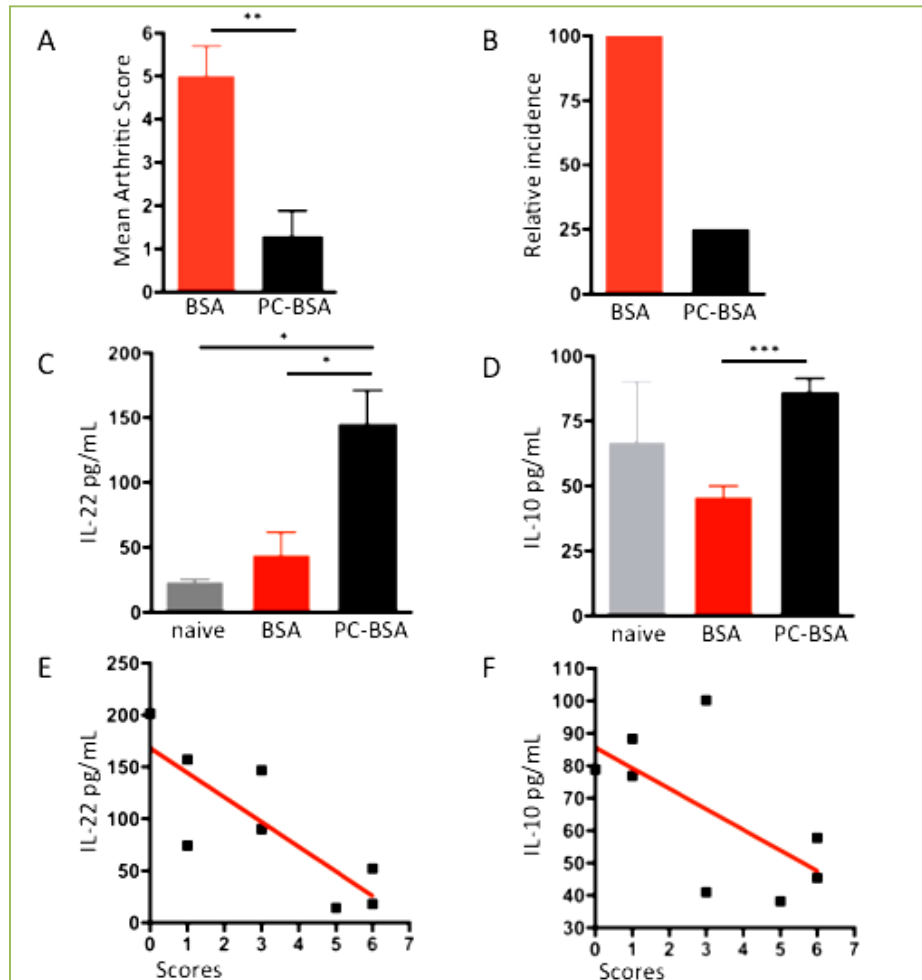 A
**
Mean Arthritic Score
6
5
4
3
2
1
0
BSA PC-BSA
B
Relative incidence
100
75
50
25
0
BSA PC-BSA
C
*
*
IL-22 pg/mL
200
150
100
50
0
naive BSA PC-BSA
D
***
IL-10 pg/mL
100
75
50
25
0
naive BSA PC-BSA
E
IL-22 pg/mL
250
200
150
100
50
0
0 1 2 3 4 5 6 7
Scores
F
IL-10 pg/mL
110
100
90
80
70
60
50
40
30
0 1 2 3 4 5 6 7
Scores